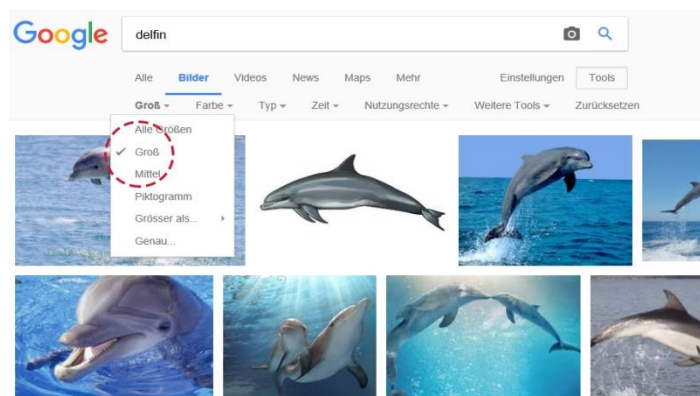 Google delfin
Alle Bilder Videos News Maps Mehr Einstellungen Tools
Groß Farbe Typ Zeit Nutzungsrechte Weitere Tools Zurücksetzen
Alle Größen
Groß
Mittel
Piktogramm
Grösser als...
Genau...